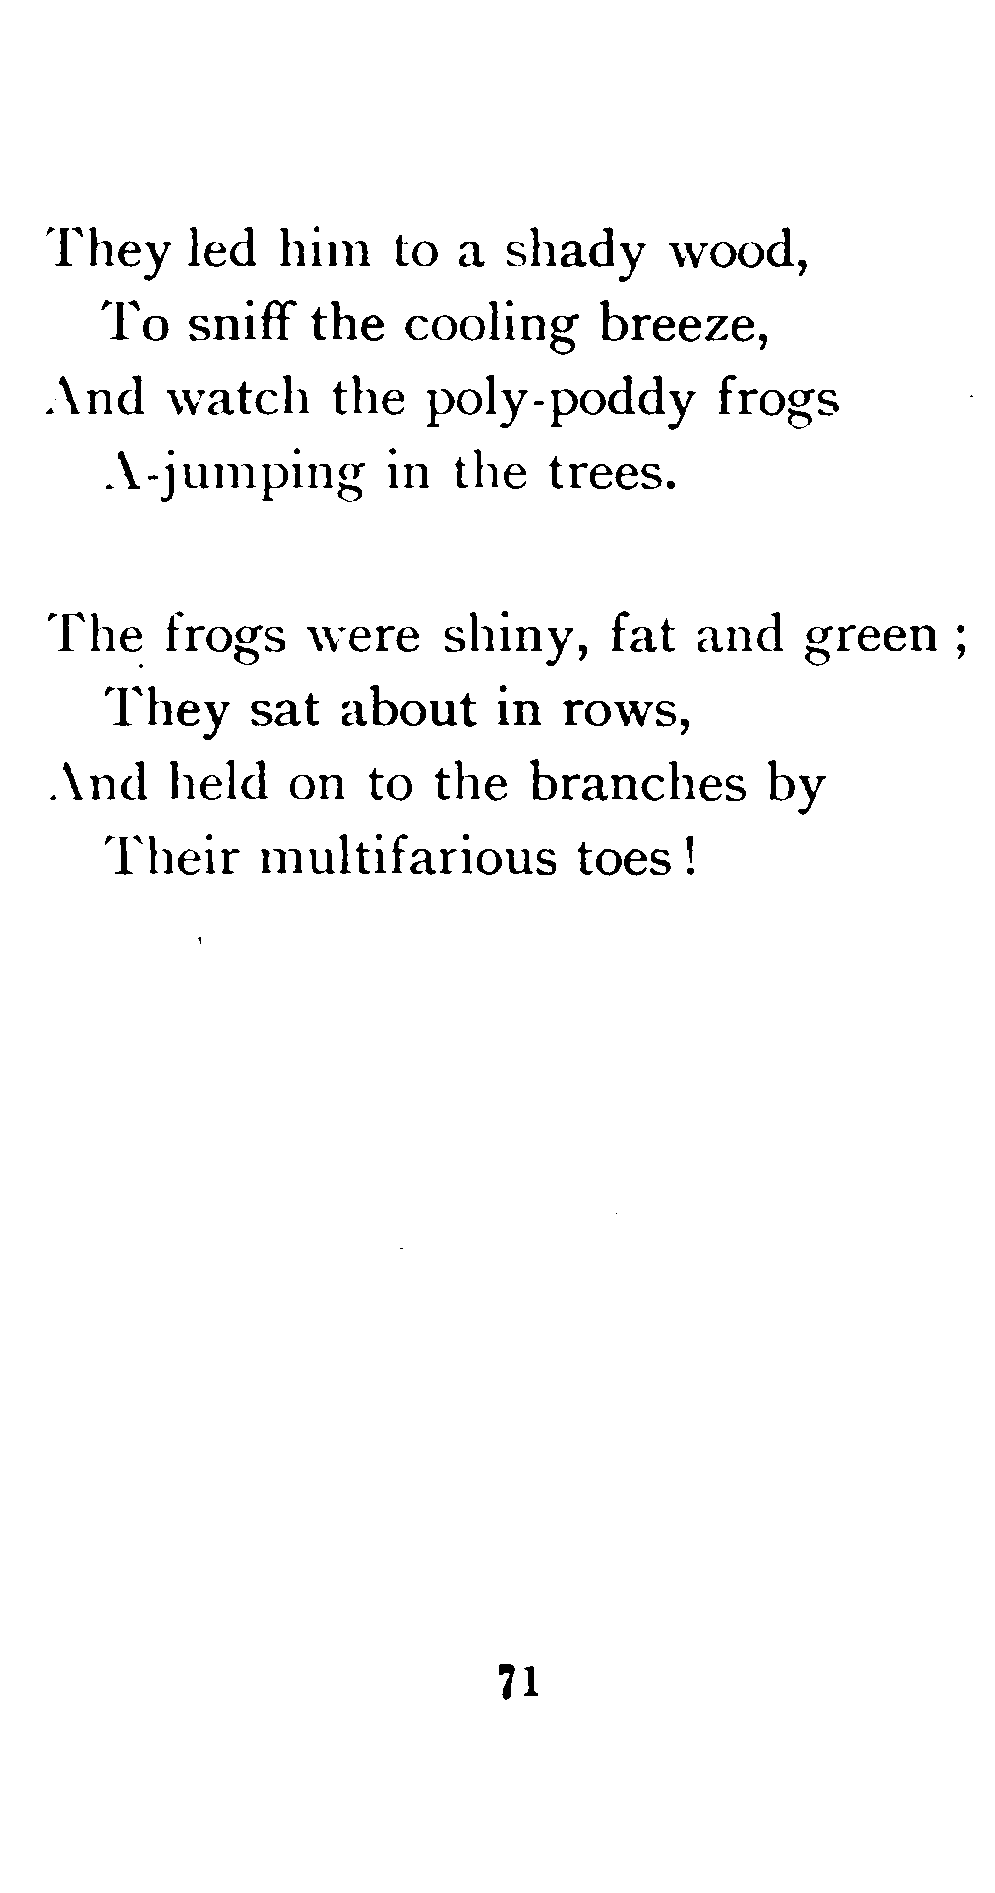 They led him to a shady wood,
To sniff the cooling breeze,
And watch the poly-poddy frogs
A-jumping in the trees.

The frogs were shiny, fat and green ;
They sat about in rows,
And held on to the branches by
Their multifarious toes !

71